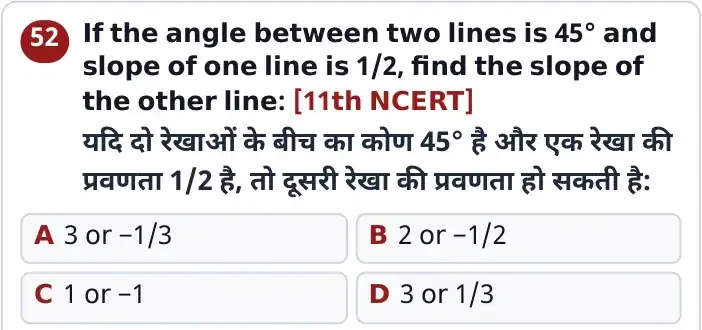 52 If the angle between two lines is 45° and
slope of one line is 1/2, find the slope of
the other line: [11th NCERT]
यदि दो रेखाओं के बीच का कोण 45° है और एक रेखा की
प्रवणता 1/2 है, तो दूसरी रेखा की प्रवणता हो सकती है:
A 3 or −1/3
B 2 or −1/2
C 1 or −1
D 3 or 1/3